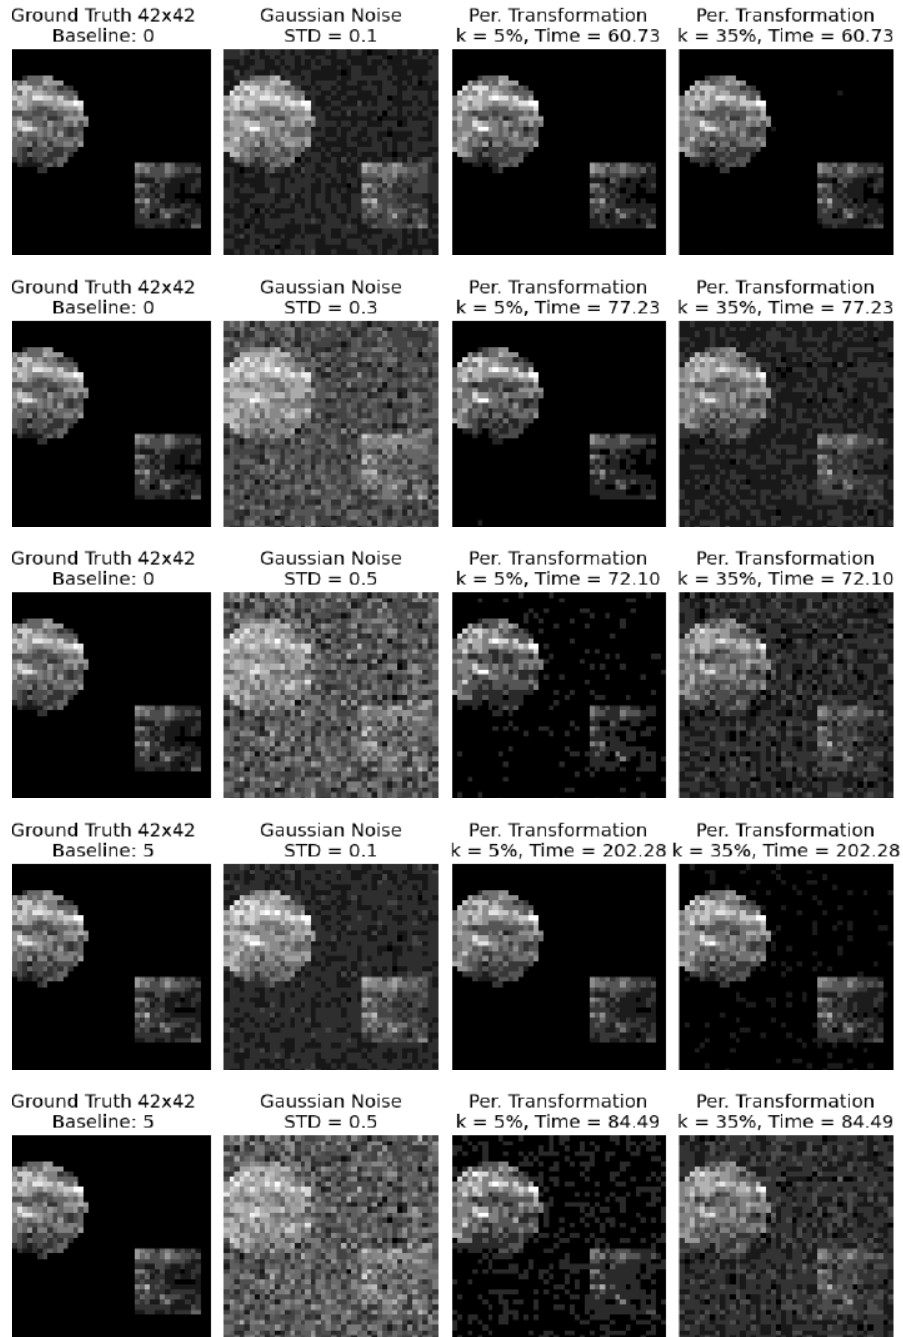 Ground Truth 42x42
Baseline: 0
Gaussian Noise
STD = 0.1
Per. Transformation
k = 5%, Time = 60.73
Per. Transformation
k = 35%, Time = 60.73
Ground Truth 42x42
Baseline: 0
Gaussian Noise
STD = 0.3
Per. Transformation
k = 5%, Time = 77.23
Per. Transformation
k = 35%, Time = 77.23
Ground Truth 42x42
Baseline: 0
Gaussian Noise
STD = 0.5
Per. Transformation
k = 5%, Time = 72.10
Per. Transformation
k = 35%, Time = 72.10
Ground Truth 42x42
Baseline: 5
Gaussian Noise
STD = 0.1
Per. Transformation
k = 5%, Time = 202.28
Per. Transformation
k = 35%, Time = 202.28
Ground Truth 42x42
Baseline: 5
Gaussian Noise
STD = 0.5
Per. Transformation
k = 5%, Time = 84.49
Per. Transformation
k = 35%, Time = 84.49